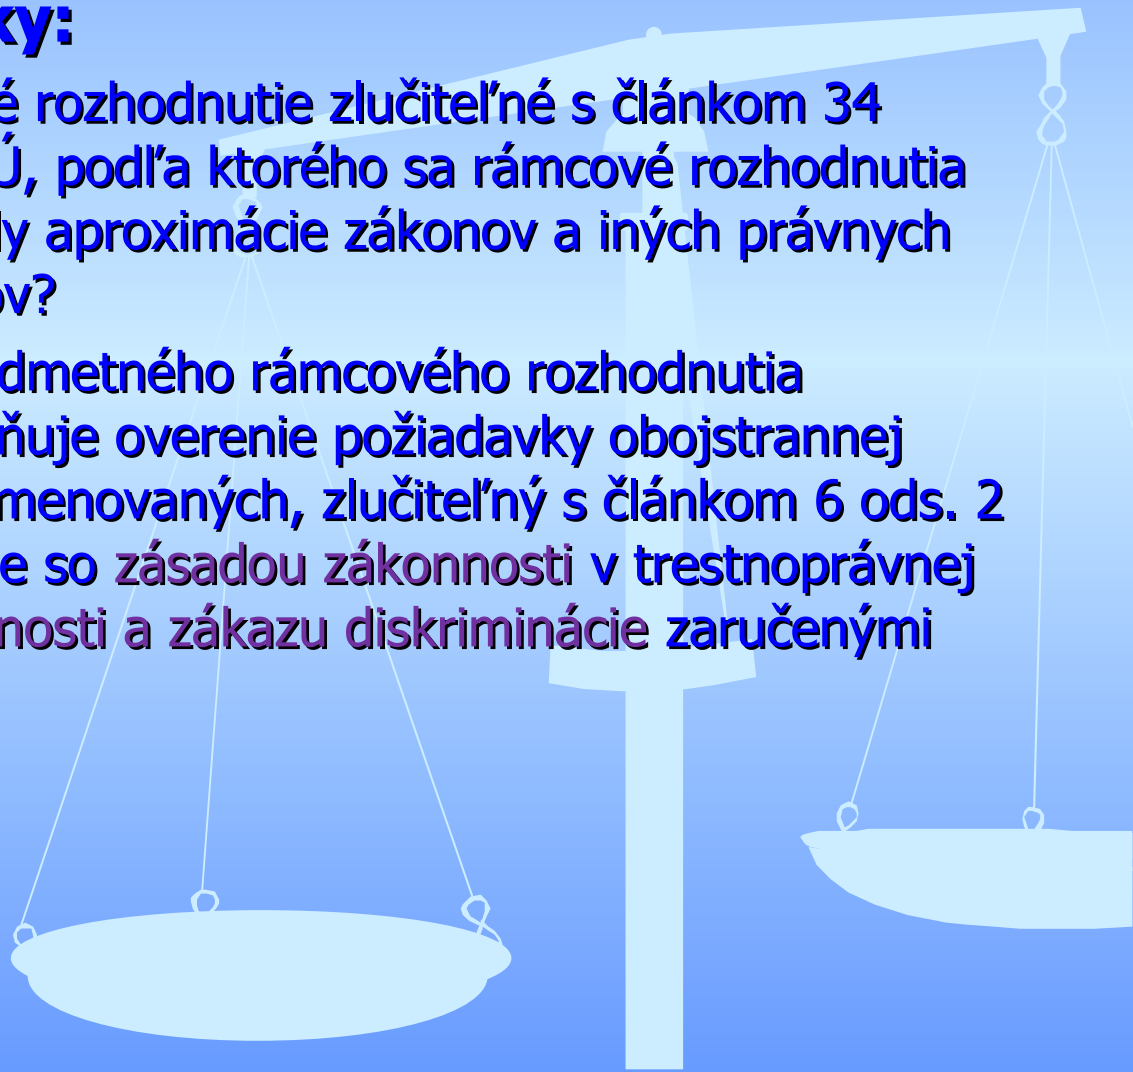 ky:
é rozhodnutie zlučiteľné s článkom 34
Ú, podľa ktorého sa rámcové rozhodnutia
ly aproximácie zákonov a iných právnych
ov?
dmetného rámcového rozhodnutia
ňuje overenie požiadavky obojstrannej
menovaných, zlučiteľný s článkom 6 ods. 2
e so zásadou zákonnosti v trestnoprávnej
nosti a zákazu diskriminácie zaručenými